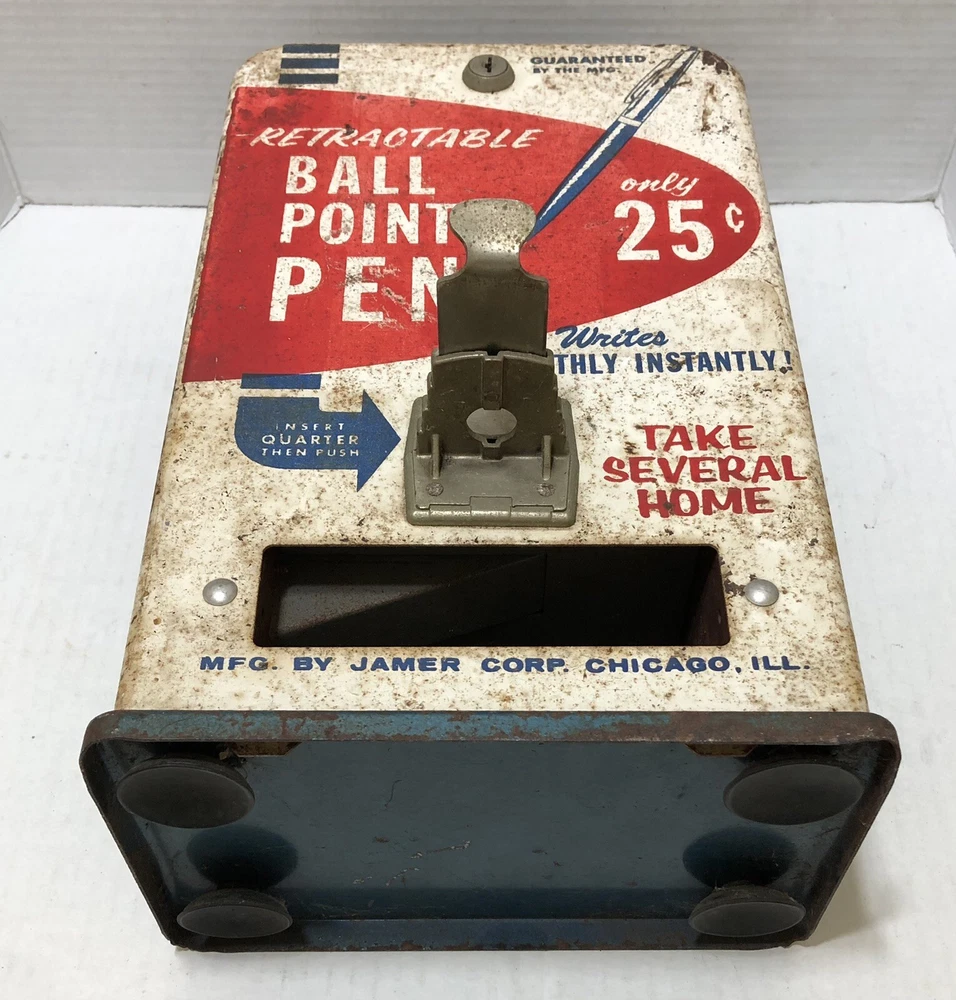 GUARANTEED
BY THE MFG.
RETRACTABLE
BALL
POINT
PEN
only
25¢
Writes
THLY INSTANTLY!
INSERT
QUARTER
THEN PUSH
TAKE
SEVERAL
HOME
MFG. BY JAMER CORP. CHICAGO, ILL.